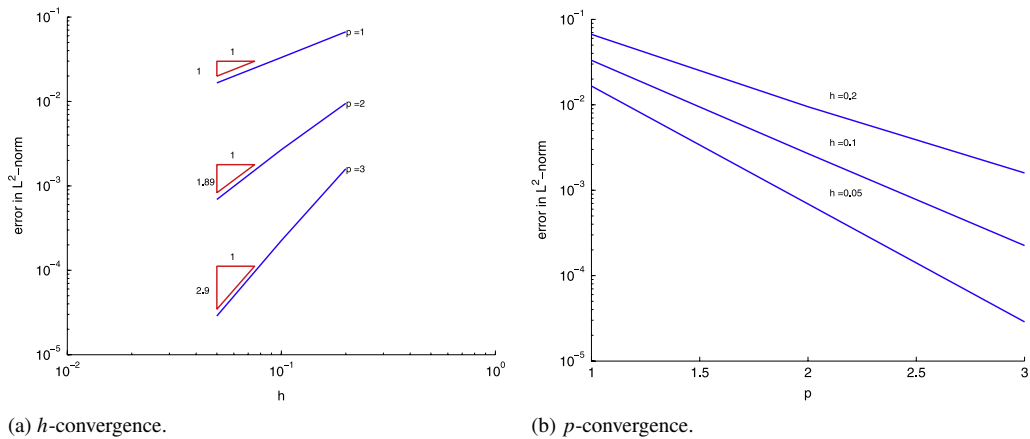 10^-1
10^-2
10^-3
10^-4
10^-5
error in L^2-norm
10^-2
10^-1
10^0
h
p =1
p =2
p =3
1
1
1
1.89
1
2.9
10^-1
10^-2
10^-3
10^-4
10^-5
error in L^2-norm
1
1.5
2
2.5
3
p
h =0.2
h =0.1
h =0.05
(a) h-convergence.
(b) p-convergence.